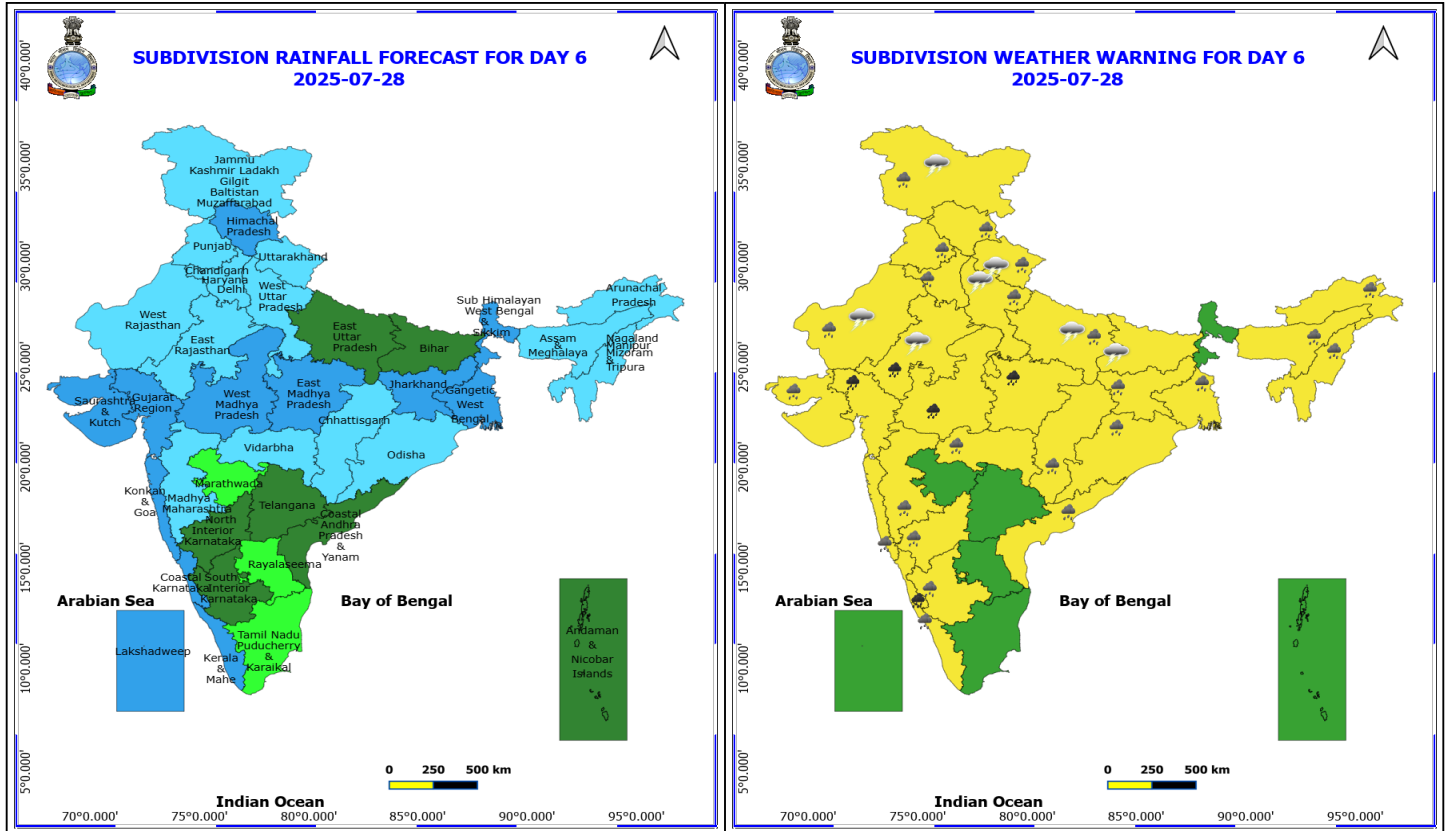 SUBDIVISION RAINFALL FORECAST FOR DAY 6
2025-07-28
40°0.000'
35°0.000'
30°0.000'
25°0.000'
20°0.000'
15°0.000'
10°0.000'
5°0.000'
Jammu
Kashmir Ladakh
Gilgit
Baltistan
Muzaffarabad
Himachal
Pradesh
Punjab
Uttarakhand
Chandigarh
Haryana
Delhi
West
Uttar
Pradesh
West
Rajasthan
East
Rajasthan
East
Uttar
Pradesh
Bihar
Sub Himalayan
West Bengal
&
Sikkim
Arunachal
Pradesh
Assam
&
Meghalaya
Nagaland
Manipur
Mizoram
&
Tripura
Saurashtra
&
Kutch
Gujarat
Region
West
Madhya
Pradesh
East
Madhya
Pradesh
Jharkhand
Gangetic
West
Bengal
Chhattisgarh
Odisha
Vidarbha
Marathwada
Madhya
Maharashtra
Konkan
&
Goa
Telangana
North
Interior
Karnataka
Coastal
Andhra
Pradesh
&
Yanam
Rayalaseema
Coastal
Karnataka
South
Interior
Karnataka
Tamil Nadu
Puducherry
&
Karaikal
Kerala
&
Mahe
Lakshadweep
Andaman
&
Nicobar
Islands
Arabian Sea
Bay of Bengal
Indian Ocean
0 250 500 km
70°0.000' 75°0.000' 80°0.000' 85°0.000' 90°0.000' 95°0.000'
SUBDIVISION WEATHER WARNING FOR DAY 6
2025-07-28
40°0.000'
35°0.000'
30°0.000'
25°0.000'
20°0.000'
15°0.000'
10°0.000'
5°0.000'
Arabian Sea
Bay of Bengal
Indian Ocean
0 250 500 km
70°0.000' 75°0.000' 80°0.000' 85°0.000' 90°0.000' 95°0.000'